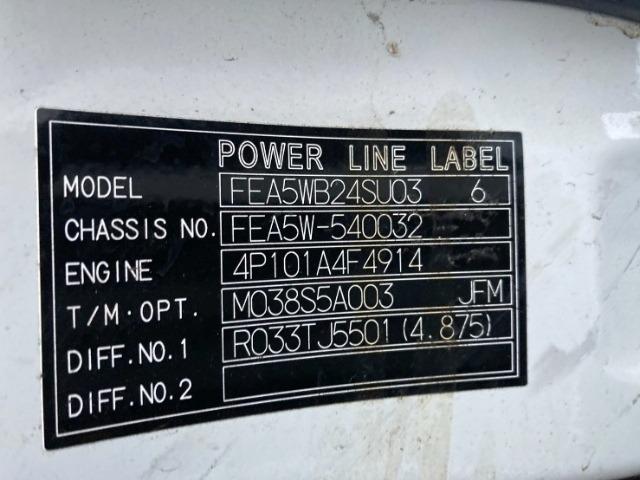 POWER LINE LABEL
MODEL FEA5WB24SU03 6
CHASSIS NO. FEA5W-540032
ENGINE 4P101A4F4914
T/M·OPT. M038S5A003 JFM
DIFF.NO.1 R033TJ5501(4.875)
DIFF.NO.2